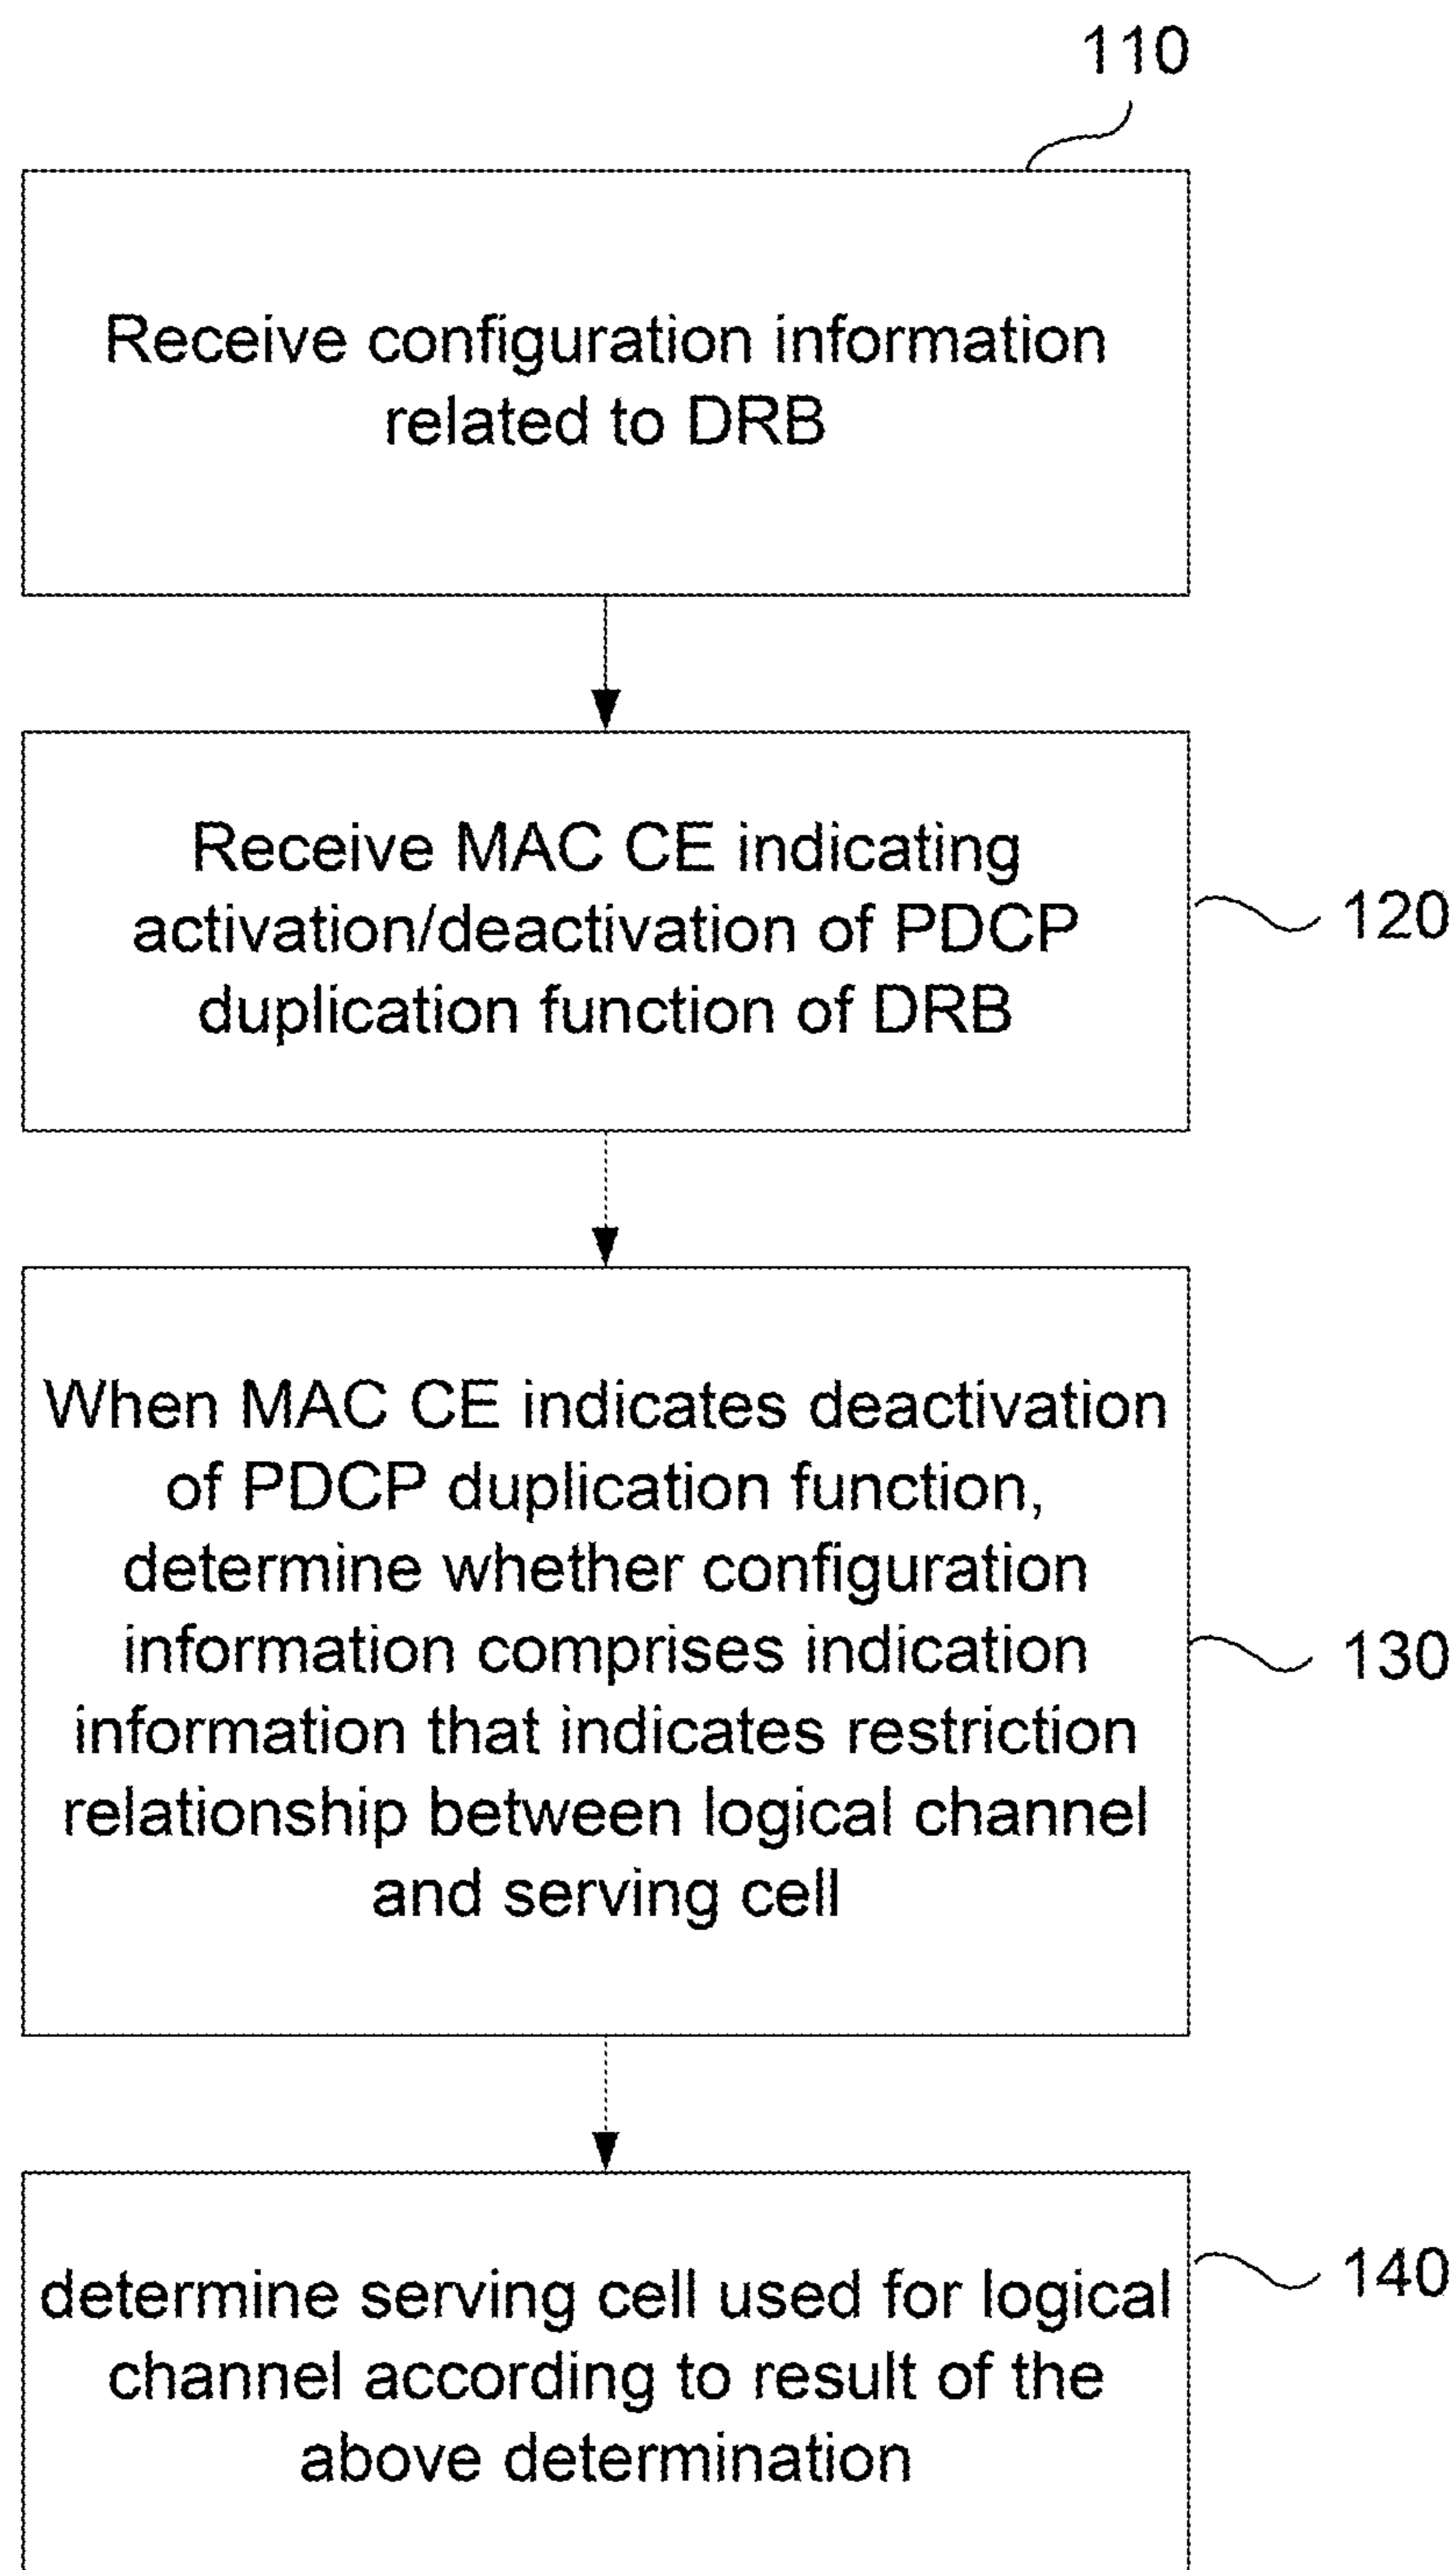 110
Receive configuration information
related to DRB
Receive MAC CE indicating
activation/deactivation of PDCP
duplication function of DRB
120
When MAC CE indicates deactivation
of PDCP duplication function,
determine whether configuration
information comprises indication
information that indicates restriction
relationship between logical channel
and serving cell
130
determine serving cell used for logical
channel according to result of the
above determination
140